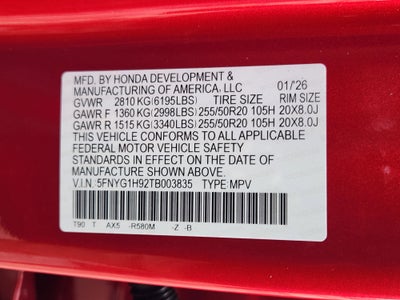 MFD. BY HONDA DEVELOPMENT &
MANUFACTURING OF AMERICA, LLC 01/'26
GVWR 2810 KG(6195LBS) TIRE SIZE RIM SIZE
GAWR F 1360 KG(2998LBS) 255/50R20 105H 20X8.0J
GAWR R 1515 KG(3340LBS) 255/50R20 105H 20X8.0J
THIS VEHICLE CONFORMS TO ALL APPLICABLE
FEDERAL MOTOR VEHICLE SAFETY
STANDARDS IN EFFECT ON THE DATE OF
MANUFACTURE SHOWN ABOVE.
V.I.N. 5FNYG1H92TB003835 TYPE MPV
T90 T AX5 -R580M -Z -B